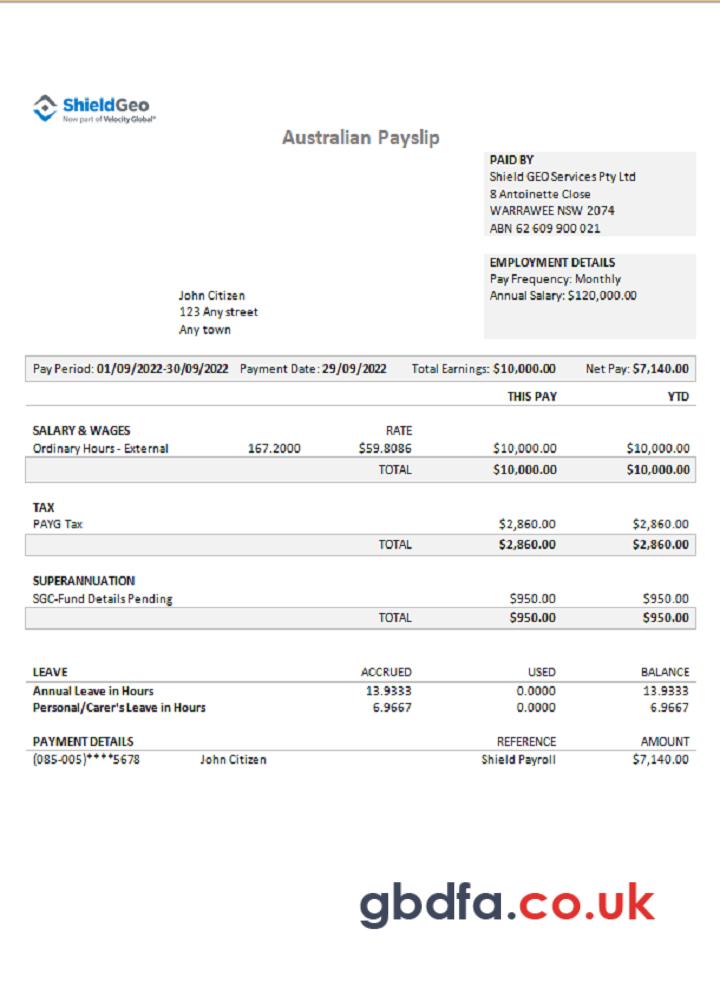 ShieldGeo
Now part of Velocity Global®
Australian Payslip
PAID BY
Shield GEO Services Pty Ltd
8 Antoinette Close
WARRAWEE NSW 2074
ABN 62 609 900 021
EMPLOYMENT DETAILS
Pay Frequency: Monthly
Annual Salary: $120,000.00
John Citizen
123 Any street
Any town
Pay Period: 01/09/2022-30/09/2022 Payment Date: 29/09/2022 Total Earnings: $10,000.00 Net Pay: $7,140.00
THIS PAY YTD
SALARY & WAGES RATE
Ordinary Hours - External 167.2000 $59.8086 $10,000.00 $10,000.00
TOTAL $10,000.00 $10,000.00
TAX
PAYG Tax $2,860.00 $2,860.00
TOTAL $2,860.00 $2,860.00
SUPERANNUATION
SGC-Fund Details Pending $950.00 $950.00
TOTAL $950.00 $950.00
LEAVE ACCRUED USED BALANCE
Annual Leave in Hours 13.9333 0.0000 13.9333
Personal/Carer's Leave in Hours 6.9667 0.0000 6.9667
PAYMENT DETAILS REFERENCE AMOUNT
(085-005)****5678 John Citizen Shield Payroll $7,140.00
gbdfa.co.uk